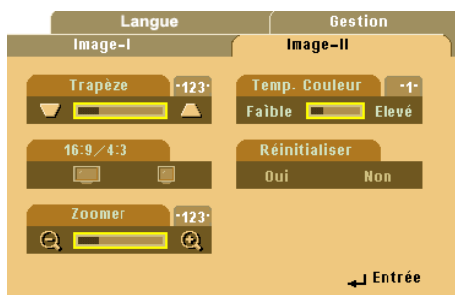 Langue
Gestion
Image-I
Image-II
Trapèze
-123-
Temp. Couleur
-1-
Faìble
Elevé
16:9/4:3
Réinitialiser
Oui
Non
Zoomer
-123-
Entrée